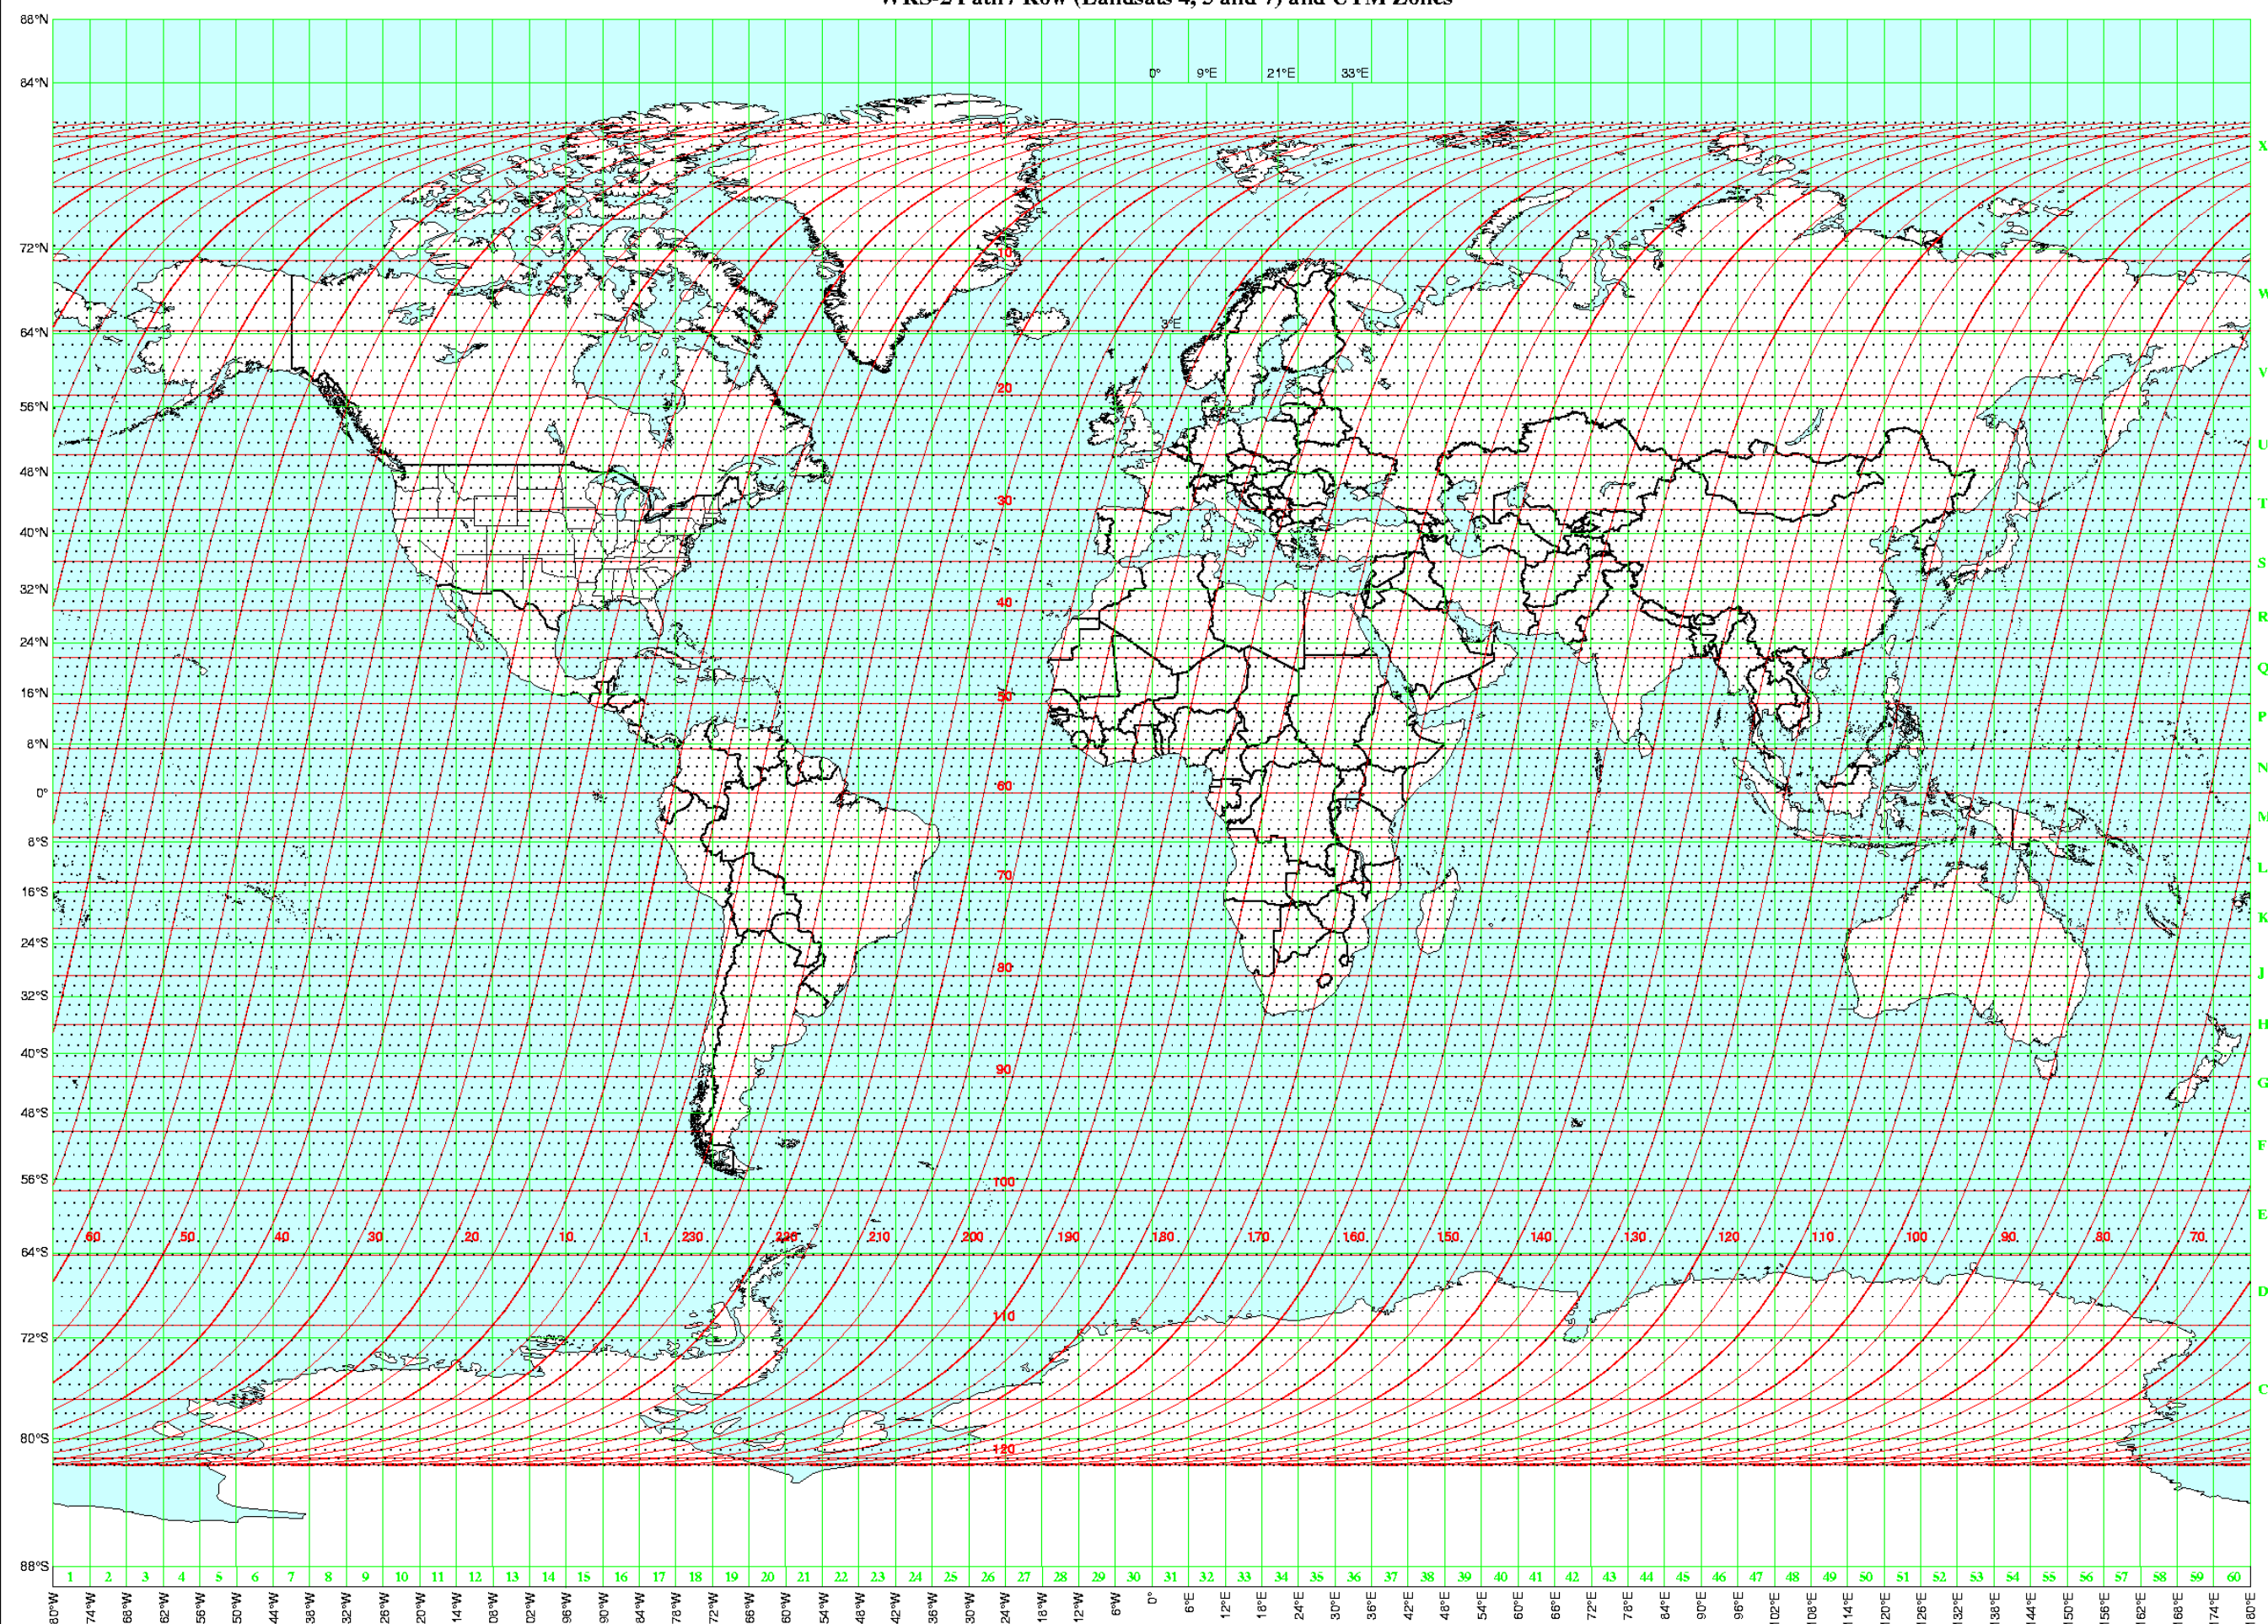 WRS-2 Path / Row (Landsats 4, 5 and 7) and UTM Zones
88°N
84°N
0° 9°E 21°E 33°E
1
X
72°N
10
W
64°N
3°E
V
20
56°N
U
48°N
30
T
40°N
S
32°N
40
R
24°N
Q
16°N
50
P
8°N
N
0°
60
M
8°S
L
70
16°S
K
24°S
80
J
32°S
H
40°S
90
G
48°S
F
56°S
100
E
60 50 40 30 20 10 1 230 220 210 200 190 180 170 160 150 140 130 120 110 100 90 80 70
64°S
D
110
72°S
C
80°S
120
88°S
1 2 3 4 5 6 7 8 9 10 11 12 13 14 15 16 17 18 19 20 21 22 23 24 25 26 27 28 29 30 31 32 33 34 35 36 37 38 39 40 41 42 43 44 45 46 47 48 49 50 51 52 53 54 55 56 57 58 59 60
80°W 174°W 168°W 162°W 156°W 150°W 144°W 138°W 132°W 126°W 120°W 114°W 108°W 102°W 96°W 90°W 84°W 78°W 72°W 66°W 60°W 54°W 48°W 42°W 36°W 30°W 24°W 18°W 12°W 6°W 0° 6°E 12°E 18°E 24°E 30°E 36°E 42°E 48°E 54°E 60°E 66°E 72°E 78°E 84°E 90°E 96°E 102°E 108°E 114°E 120°E 126°E 132°E 138°E 144°E 150°E 156°E 162°E 168°E 174°E 80°E